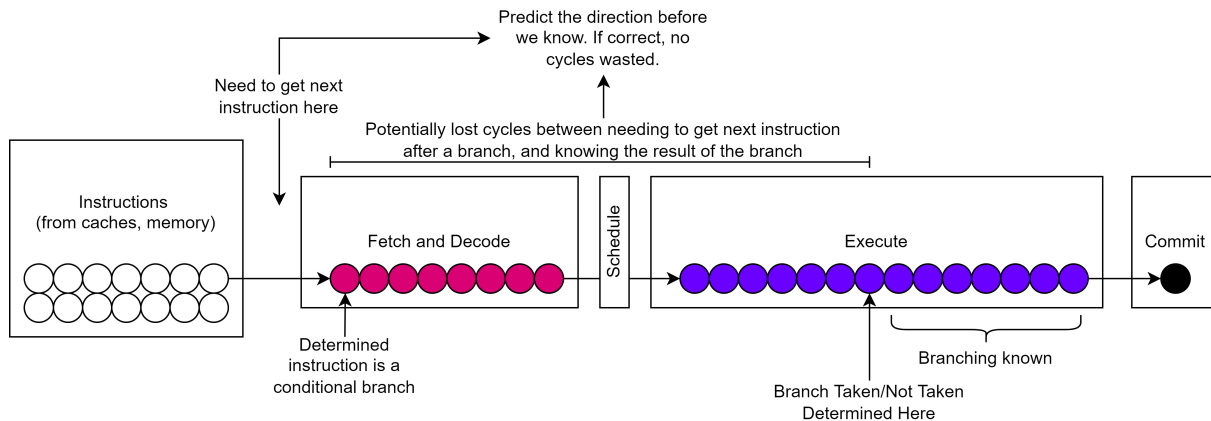 Predict the direction before
we know. If correct, no
cycles wasted.
Need to get next
instruction here
Potentially lost cycles between needing to get next instruction
after a branch, and knowing the result of the branch
Instructions
(from caches, memory)
Fetch and Decode
Schedule
Execute
Commit
Determined
instruction is a
conditional branch
Branching known
Branch Taken/Not Taken
Determined Here